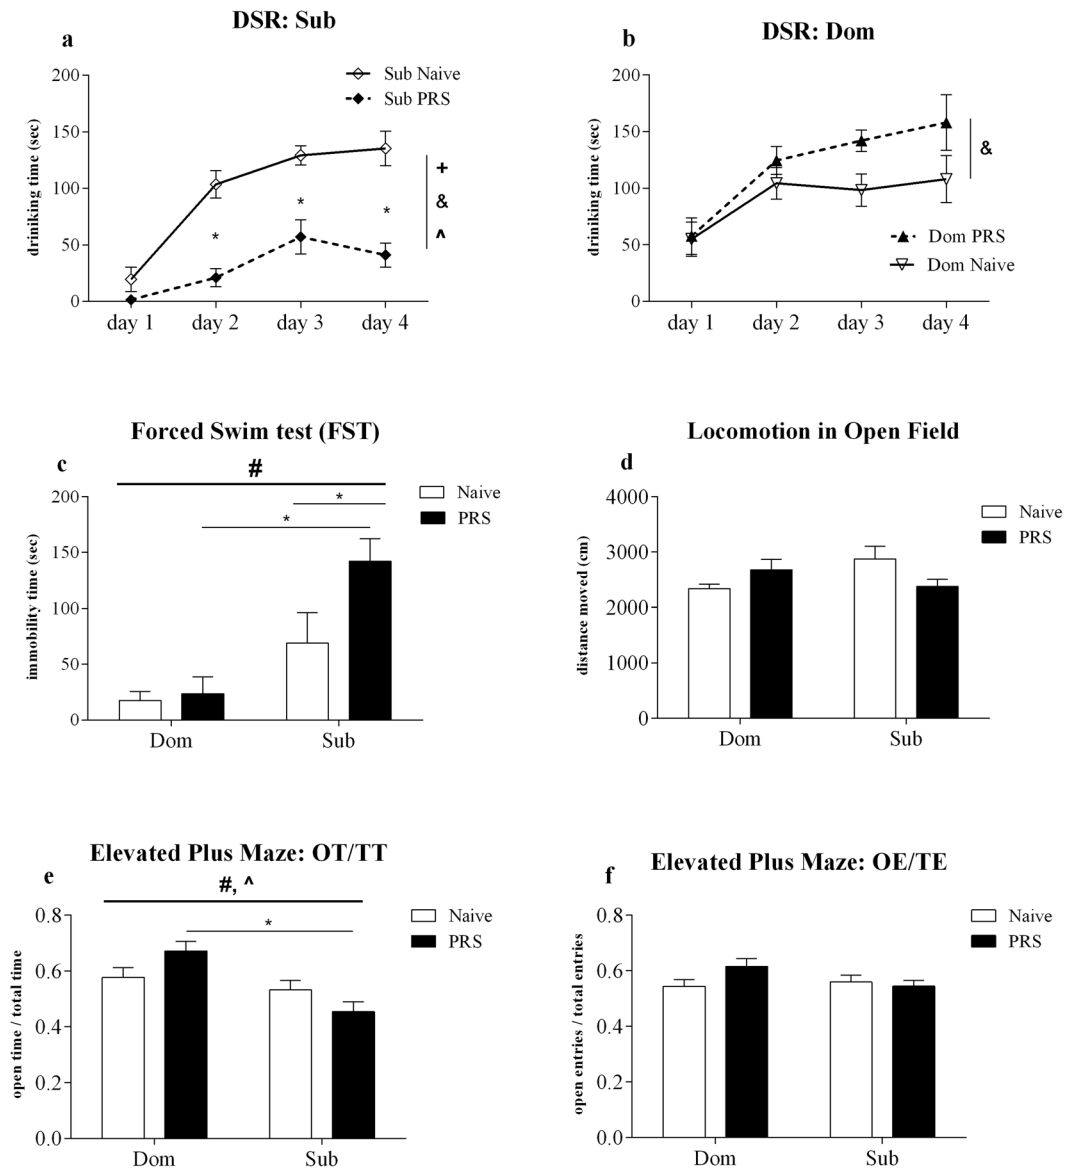 DSR: Sub
a
Sub Naive
Sub PRS
200
150
100
50
0
driniking time (sec)
*
*
*
+
&
^
day 1 day 2 day 3 day 4
DSR: Dom
b
200
150
100
50
0
driniking time (sec)
&
Dom PRS
Dom Naive
day 1 day 2 day 3 day 4
Forced Swim test (FST)
c
#
*
*
Naive
PRS
200
150
100
50
0
immobility time (sec)
Dom Sub
Locomotion in Open Field
d
Naive
PRS
4000
3000
2000
1000
0
distance moved (cm)
Dom Sub
Elevated Plus Maze: OT/TT
e
#, ^
*
Naive
PRS
0.8
0.6
0.4
0.2
0.0
open time / total time
Dom Sub
Elevated Plus Maze: OE/TE
f
Naive
PRS
0.8
0.6
0.4
0.2
0.0
open entries / total entries
Dom Sub